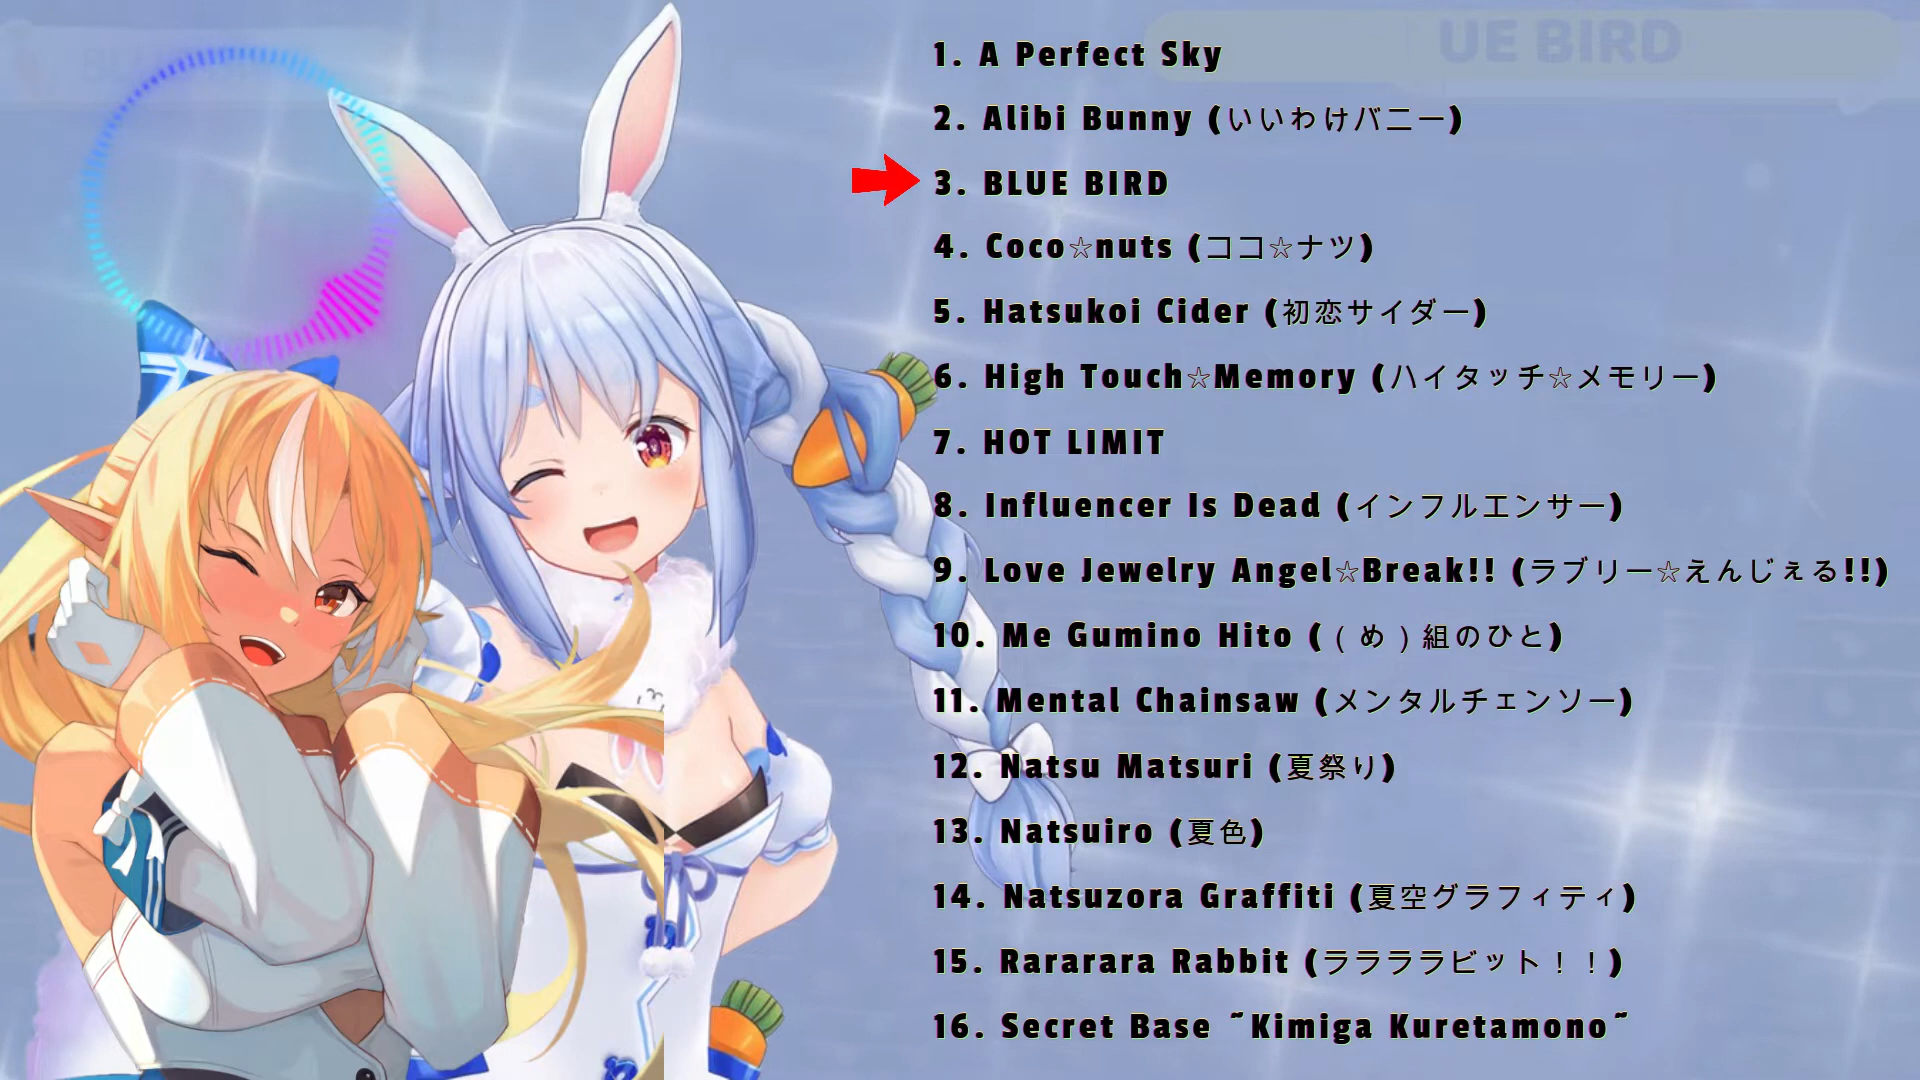 UE BIRD
1. A Perfect Sky
2. Alibi Bunny (いいわけバニー)
3. BLUE BIRD
4. Coco☆nuts (ココ☆ナツ)
5. Hatsukoi Cider (初恋サイダー)
6. High Touch☆Memory (ハイタッチ☆メモリー)
7. HOT LIMIT
8. Influencer Is Dead (インフルエンサー)
9. Love Jewelry Angel☆Break!! (ラブリー☆えんじぇる!!)
10. Me Gumino Hito (（め）組のひと)
11. Mental Chainsaw (メンタルチェンソー)
12. Natsu Matsuri (夏祭り)
13. Natsuiro (夏色)
14. Natsuzora Graffiti (夏空グラフィティ)
15. Rararara Rabbit (ララララビット！！)
16. Secret Base ~Kimiga Kuretamono~